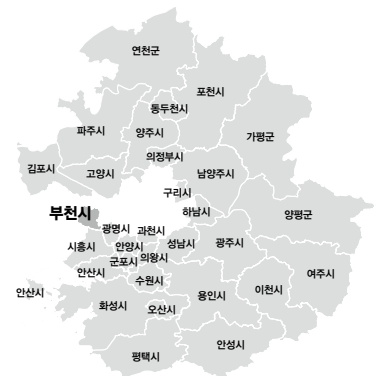 연천군
포천시
동두천시
파주시
양주시
가평군
의정부시
김포시
고양시
남양주시
구리시
부천시
하남시
양평군
광명시
과천시
시흥시
안양시
성남시
광주시
군포시
의왕시
안산시
수원시
여주시
안산시
화성시
오산시
용인시
이천시
평택시
안성시